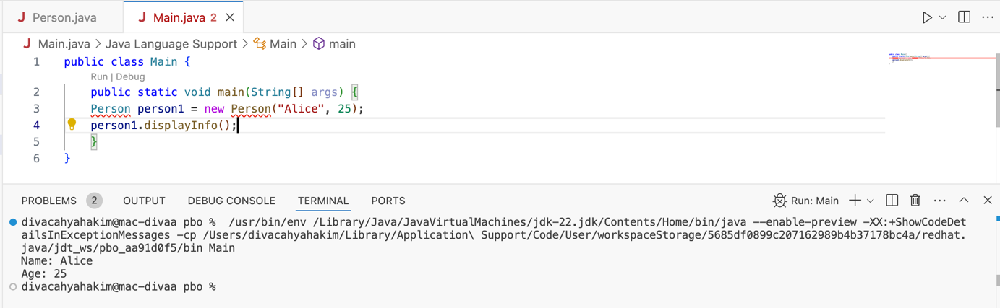 J Person.java
J Main.java 2
J Main.java > Java Language Support > Main > main
1 public class Main {
Run | Debug
2 public static void main(String[] args) {
3 Person person1 = new Person("Alice", 25);
4 person1.displayInfo();
5 }
6 }
PROBLEMS 2 OUTPUT DEBUG CONSOLE TERMINAL PORTS Run: Main
divacahyahakim@mac-divaa pbo % /usr/bin/env /Library/Java/JavaVirtualMachines/jdk-22.jdk/Contents/Home/bin/java --enable-preview -XX:+ShowCodeDet
ailsInExceptionMessages -cp /Users/divacahyahakim/Library/Application\ Support/Code/User/workspaceStorage/5685df0899c207162989b4b37178bc4a/redhat.
java/jdt_ws/pbo_aa91d0f5/bin Main
Name: Alice
Age: 25
divacahyahakim@mac-divaa pbo %